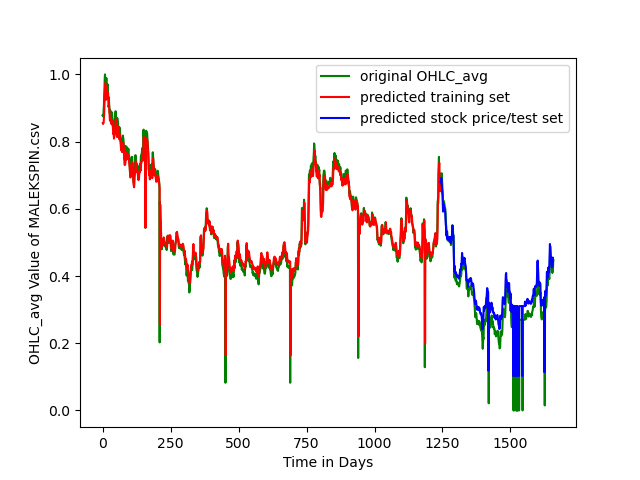 original OHLC_avg
predicted training set
predicted stock price/test set
OHLC_avg Value of MALEKSPIN.csv
1.0
0.8
0.6
0.4
0.2
0.0
0 250 500 750 1000 1250 1500
Time in Days